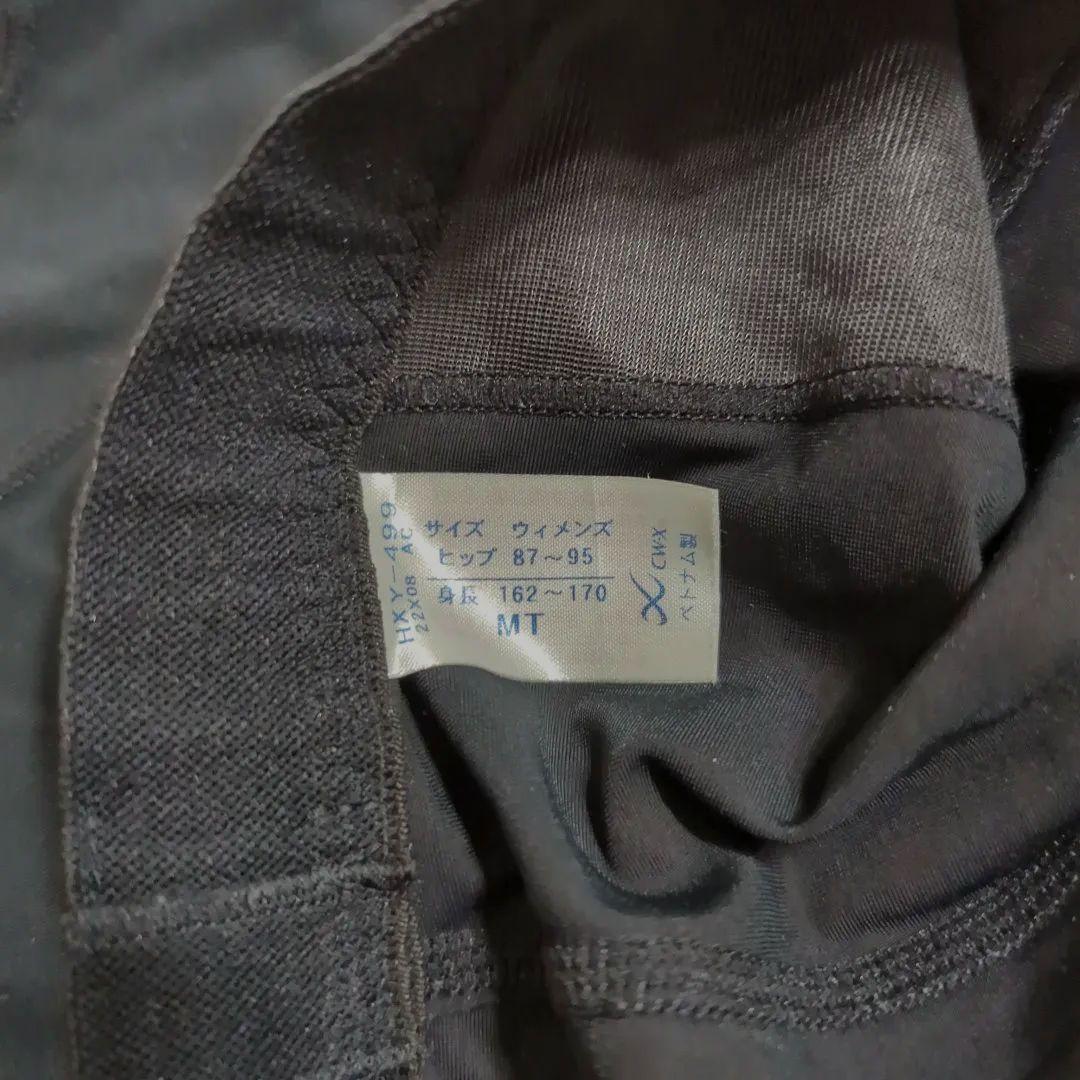 サイズ ウィメンズ
ヒップ 87～95
身長 162～170
MT
HXY-499
22X08 AC
CW-X
ベトナム製